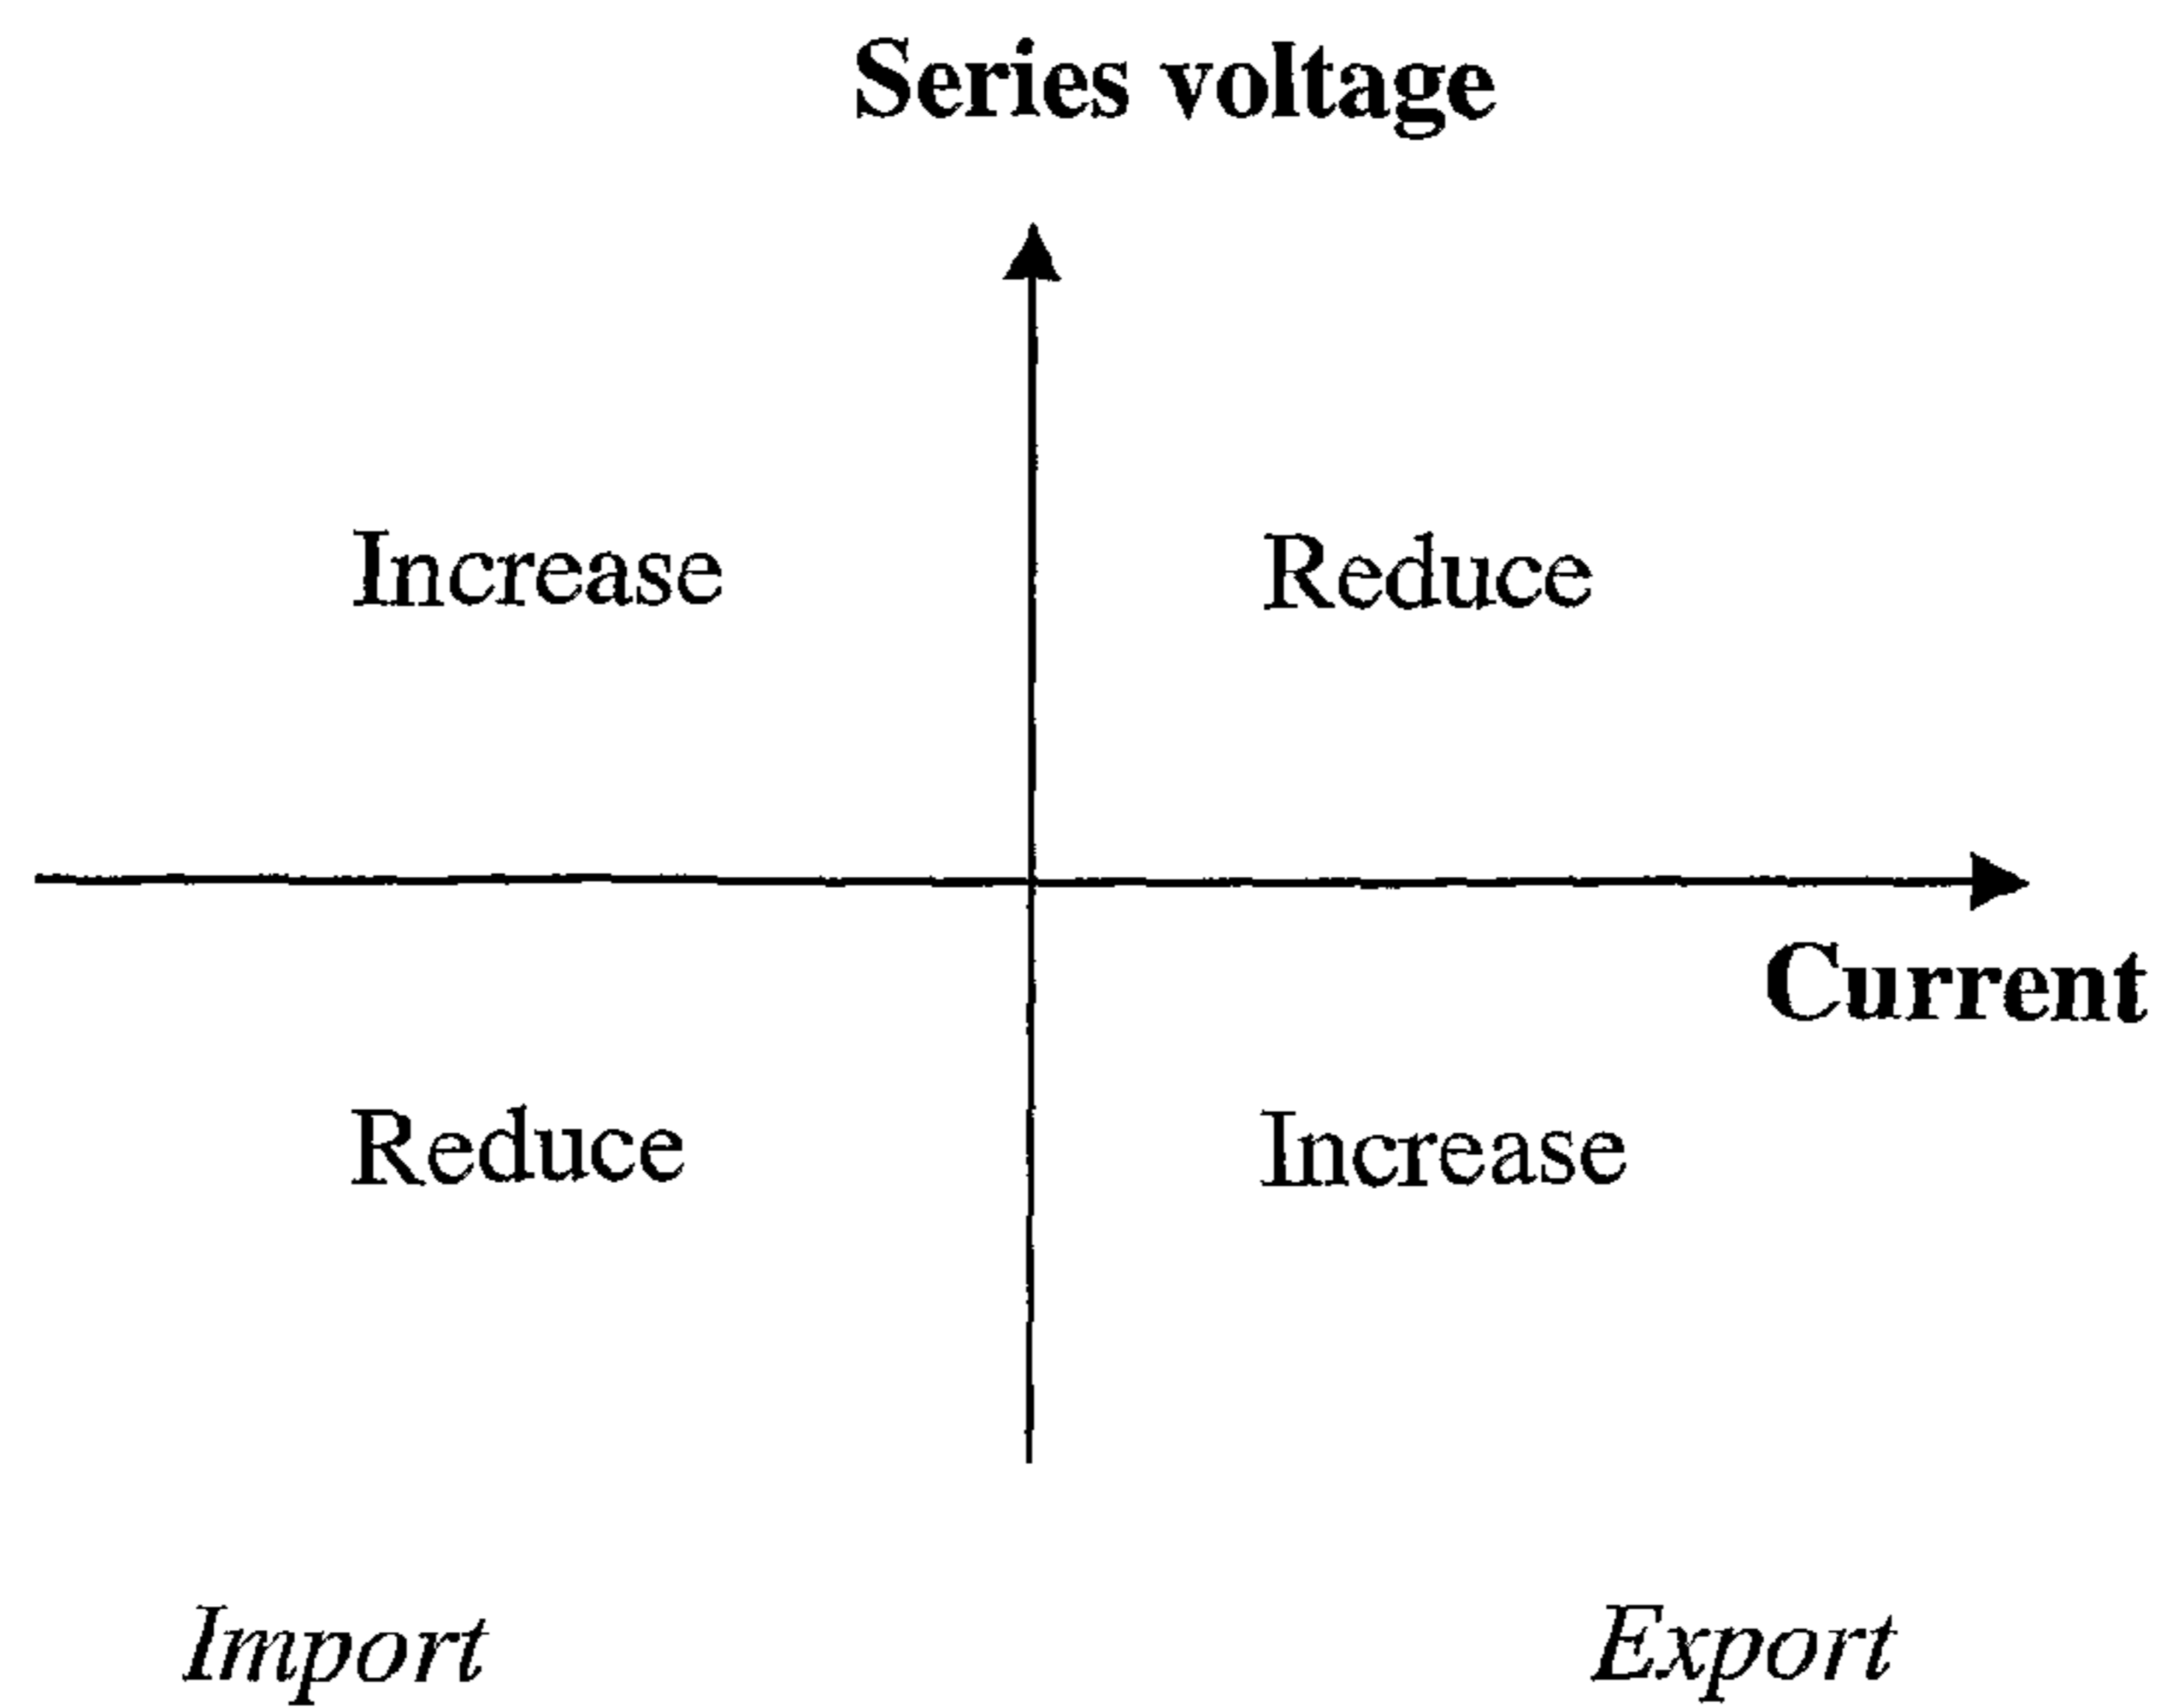 Series voltage
Increase Reduce
Current
Reduce Increase
Import Export